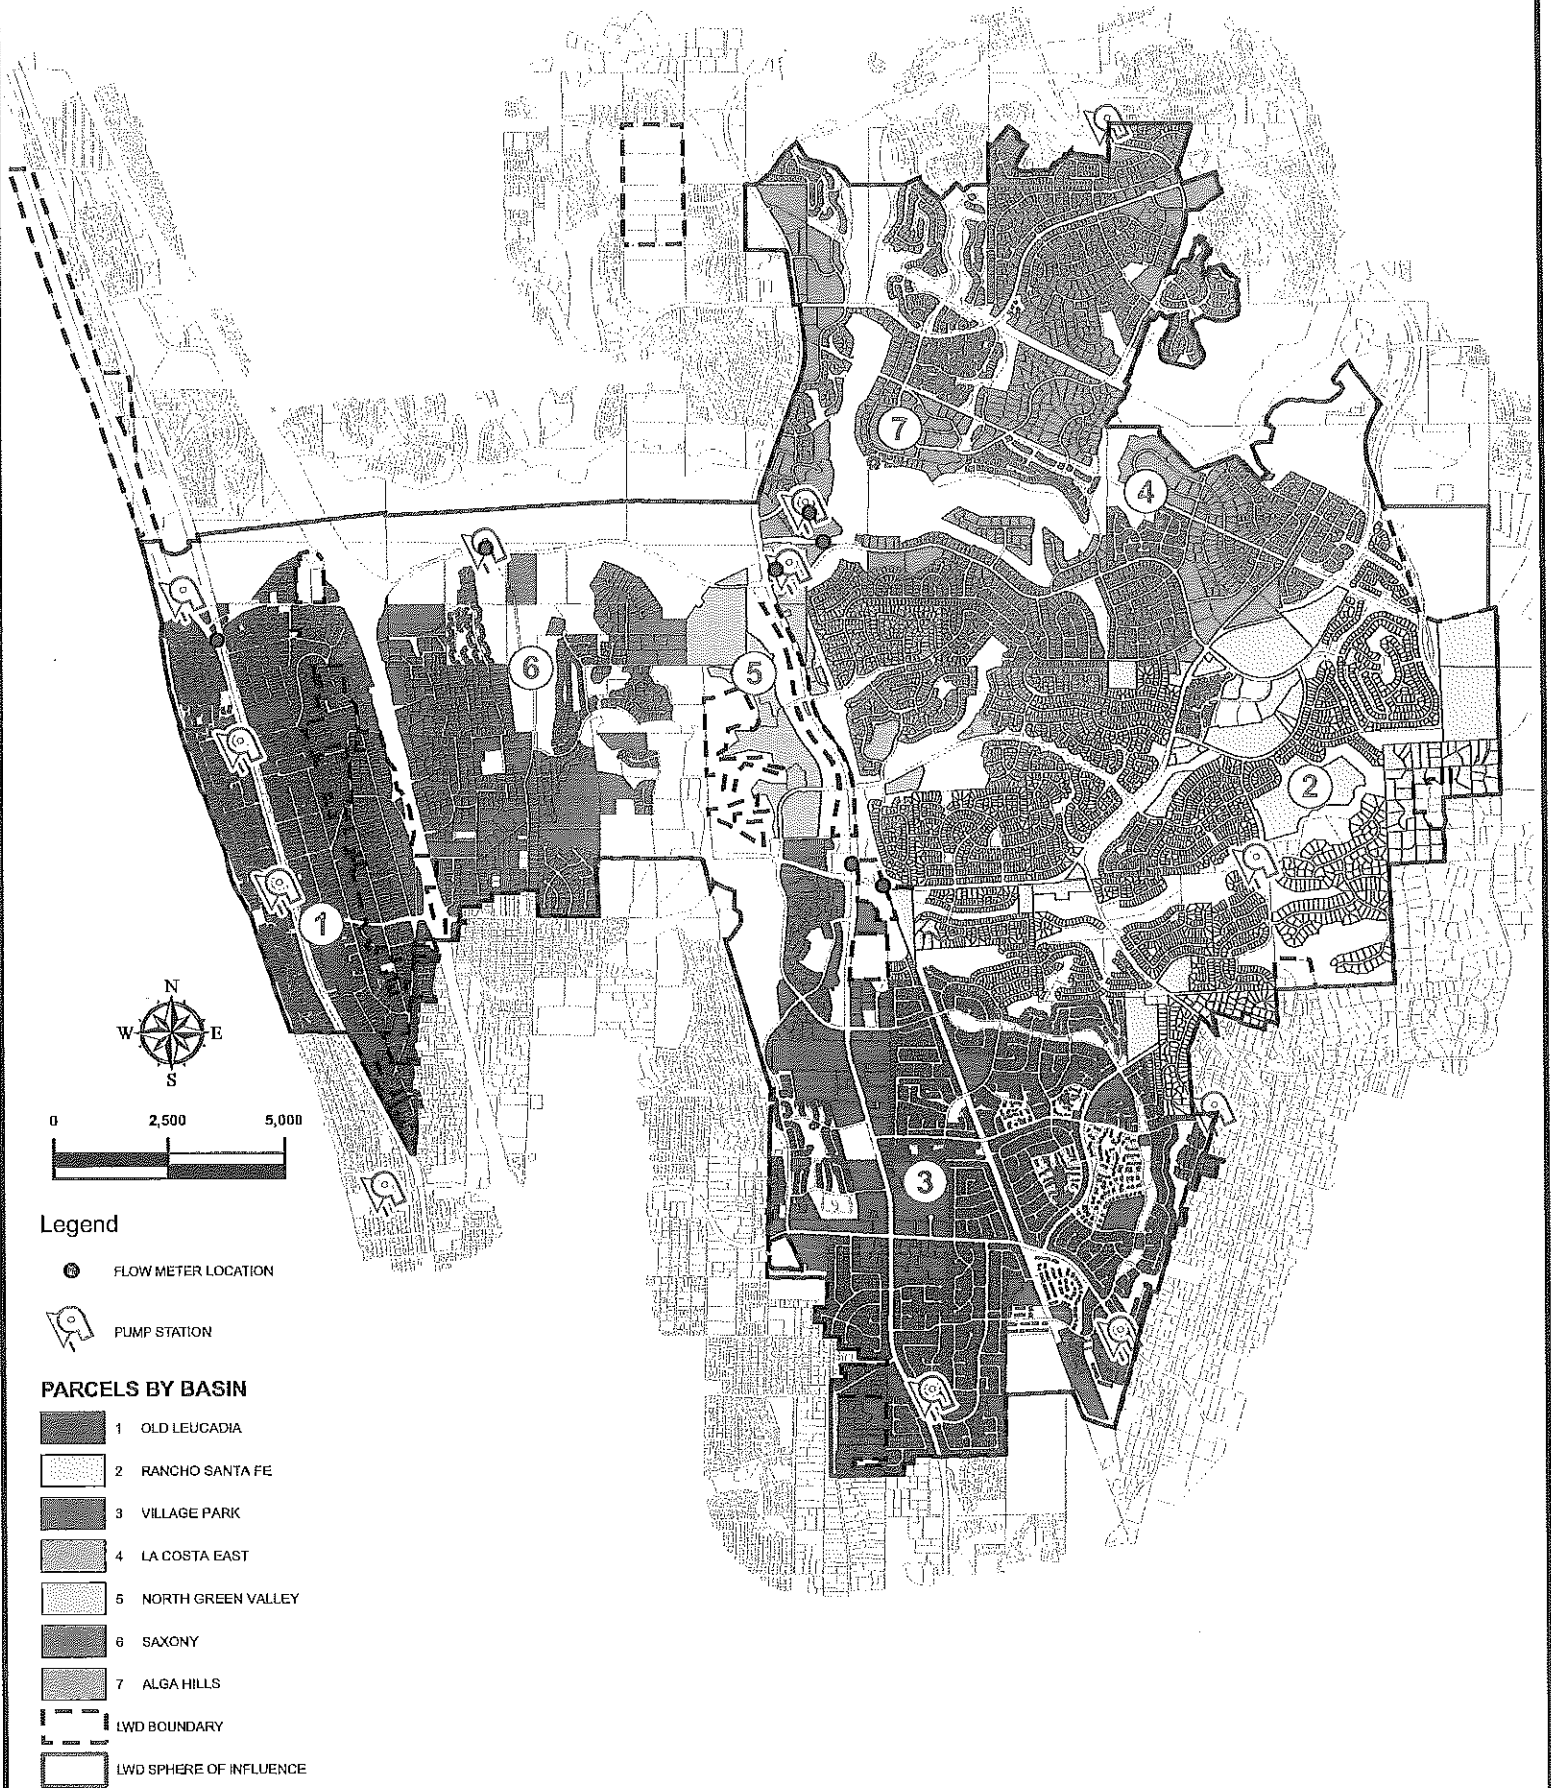 7
4
6
5
2
1
N
W E
S
0 2,500 5,000
3
Legend
FLOW METER LOCATION
PUMP STATION
PARCELS BY BASIN
1 OLD LEUCADIA
2 RANCHO SANTA FE
3 VILLAGE PARK
4 LA COSTA EAST
5 NORTH GREEN VALLEY
6 SAXONY
7 ALGA HILLS
LWD BOUNDARY
LWD SPHERE OF INFLUENCE